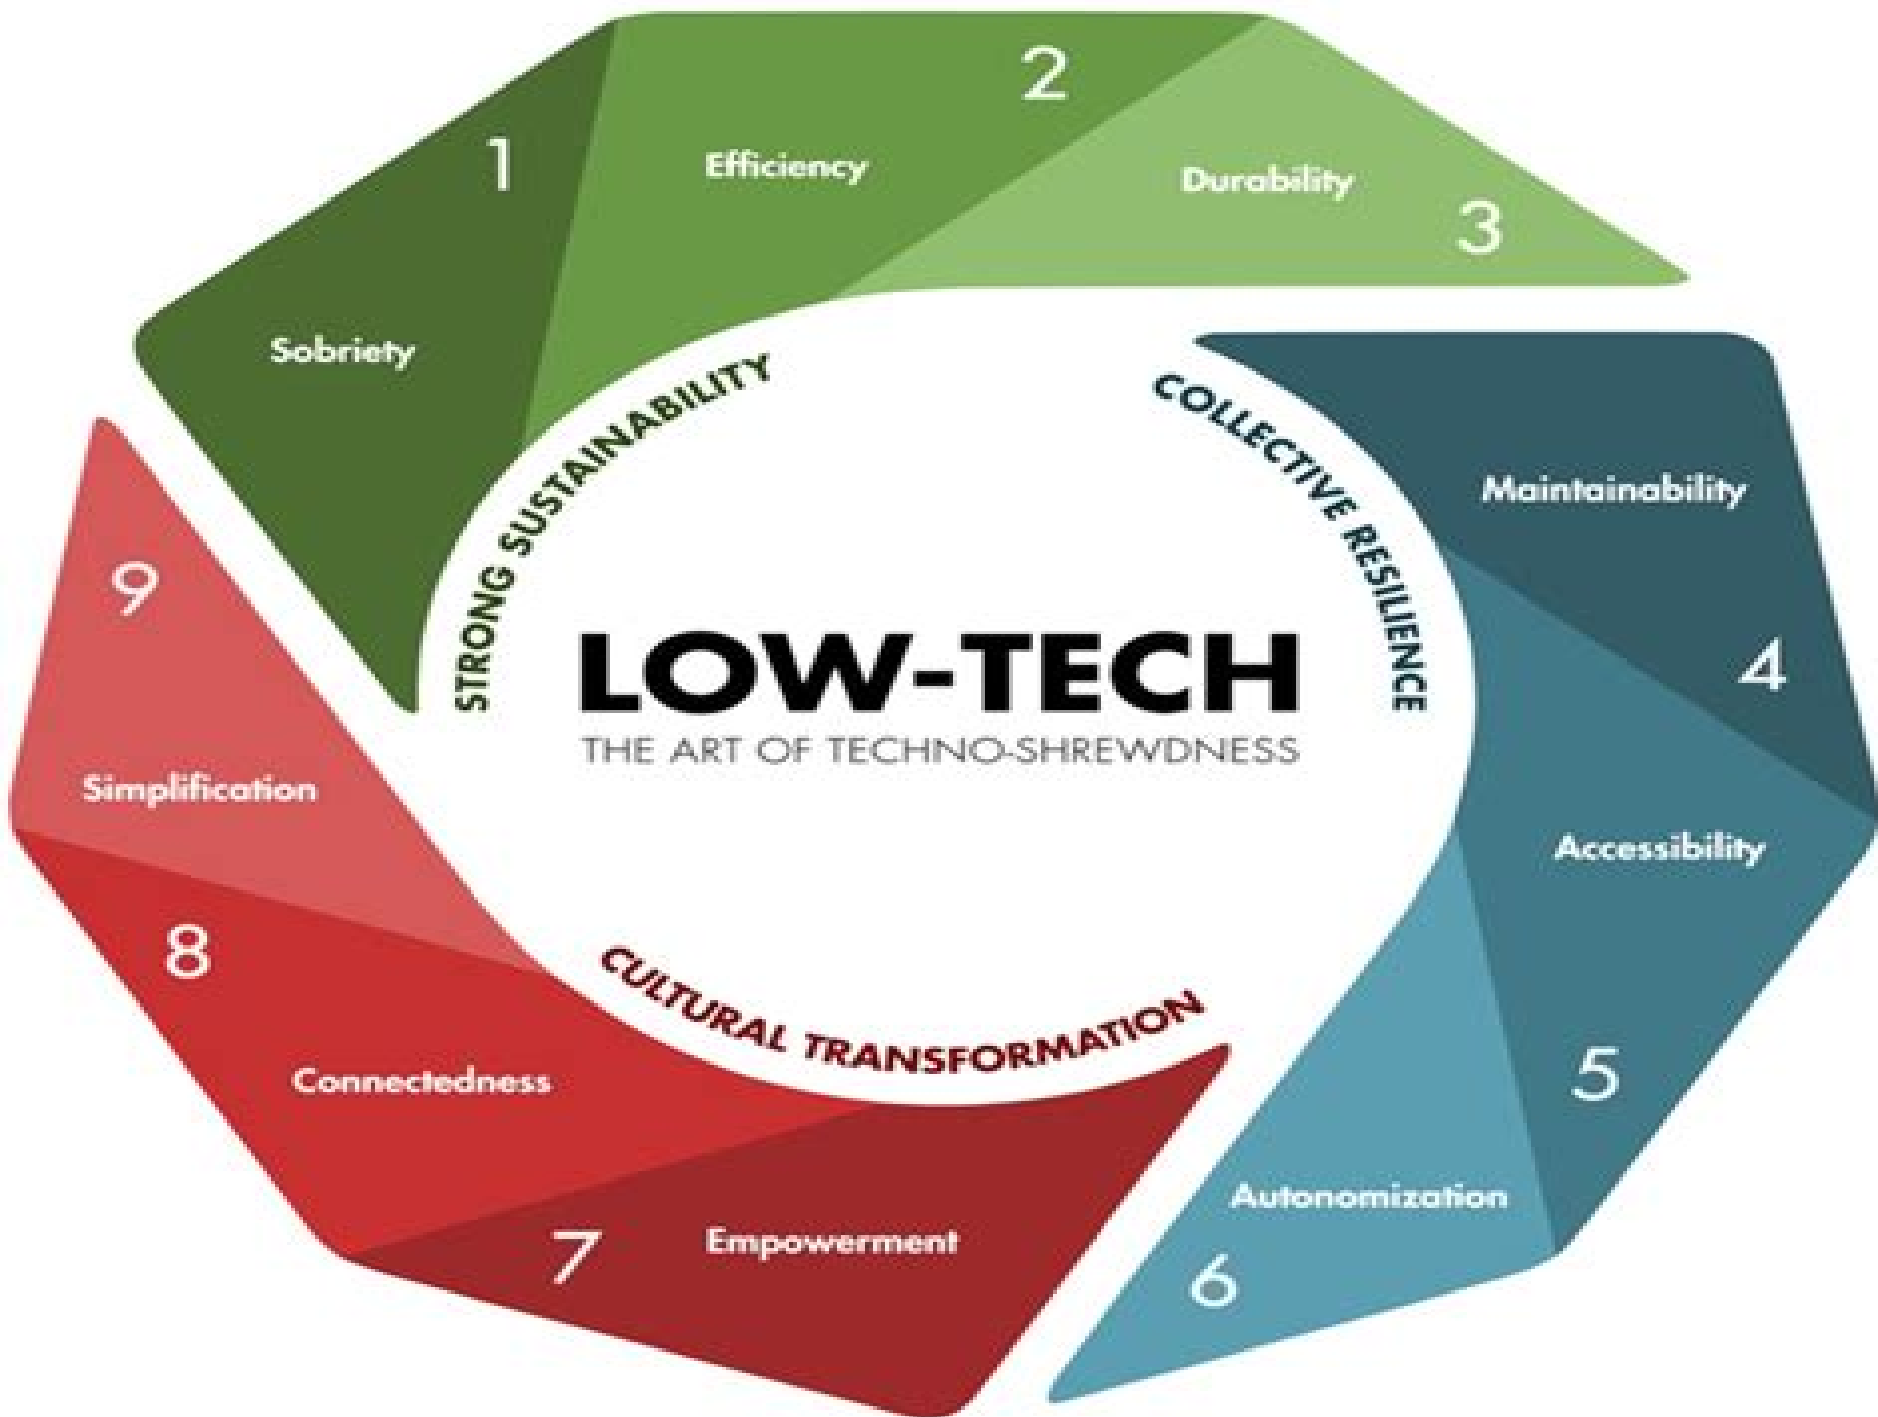 1
Sobriety
2
Efficiency
3
Durability
STRONG SUSTAINABILITY
COLLECTIVE RESILIENCE
4
Maintainability
5
Accessibility
6
Autonomization
LOW-TECH
THE ART OF TECHNO-SHREWDNESS
CULTURAL TRANSFORMATION
7
Empowerment
8
Connectedness
9
Simplification